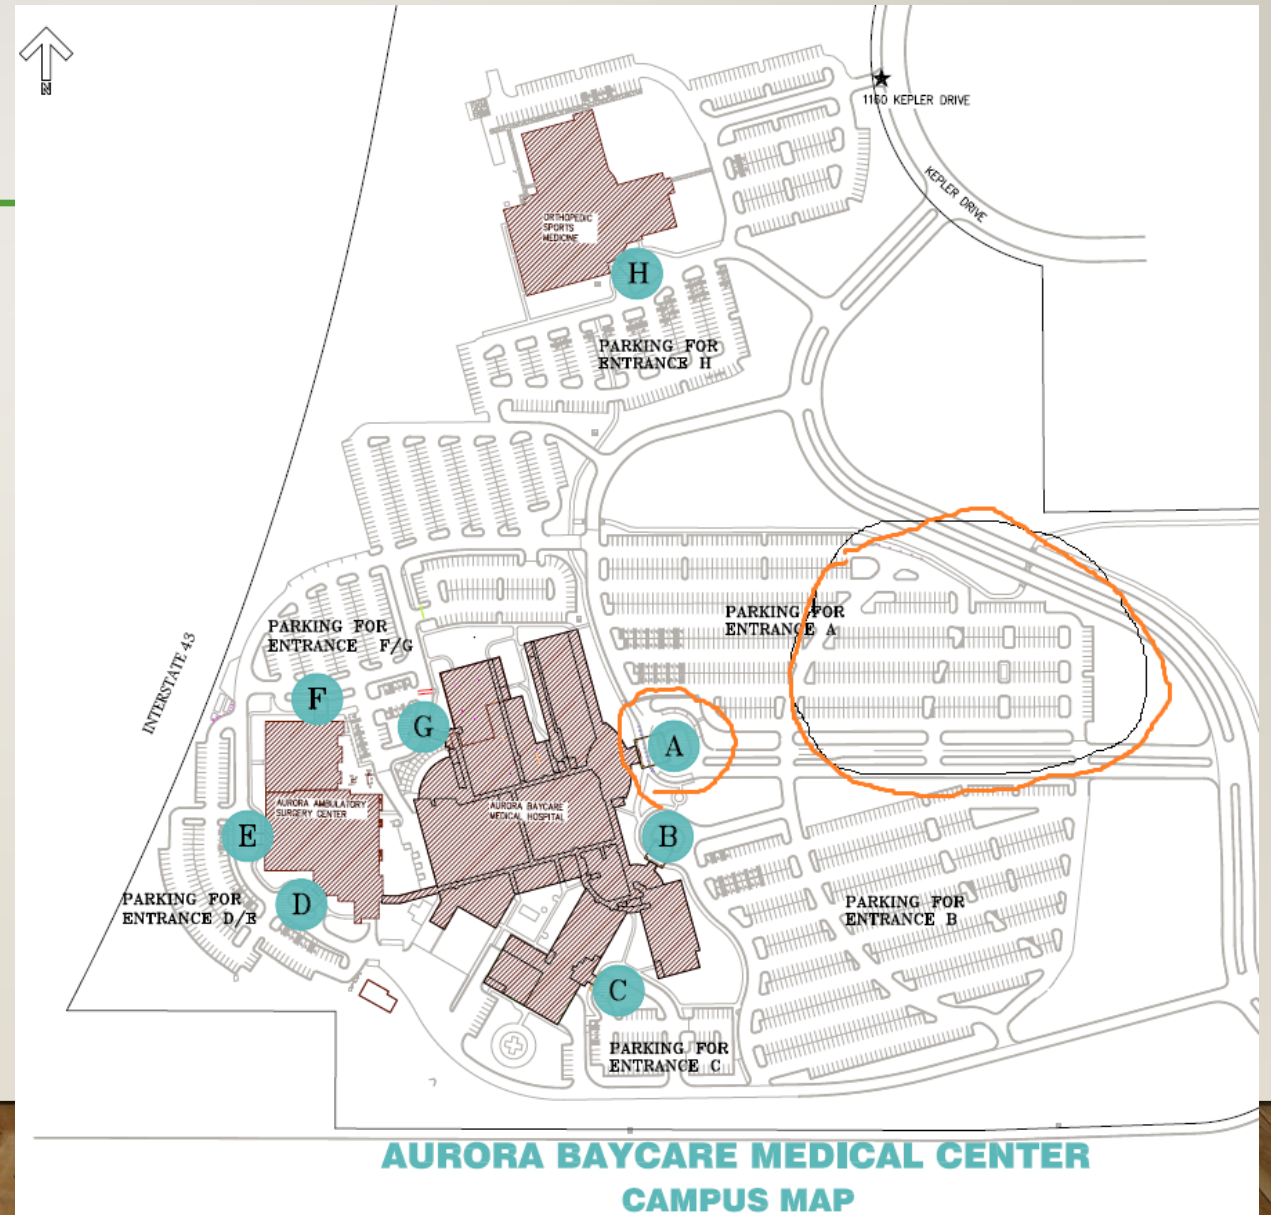 N
1160 KEPLER DRIVE
KEPLER DRIVE
ORTHOPEDIC
SPORTS
MEDICINE
H
PARKING FOR
ENTRANCE H
PARKING FOR
ENTRANCE A
PARKING FOR
ENTRANCE F/G
INTERSTATE 43
F
G
A
AURORA AMBULATORY
SURGERY CENTER
AURORA BAYCARE
MEDICAL HOSPITAL
E
B
PARKING FOR
ENTRANCE D/E
D
PARKING FOR
ENTRANCE B
C
PARKING FOR
ENTRANCE C
AURORA BAYCARE MEDICAL CENTER
CAMPUS MAP